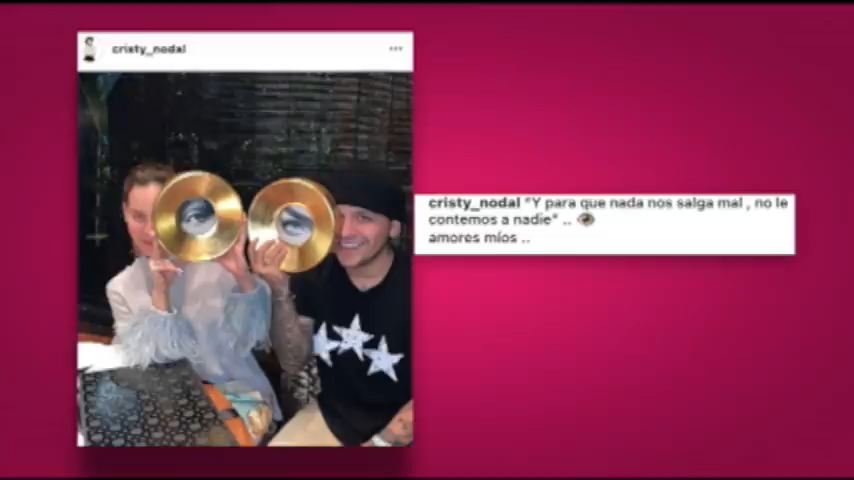 cristy_nodal
cristy_nodal "Y para que nada nos salga mal , no le
contemos a nadie" .. 👁
amores míos ..